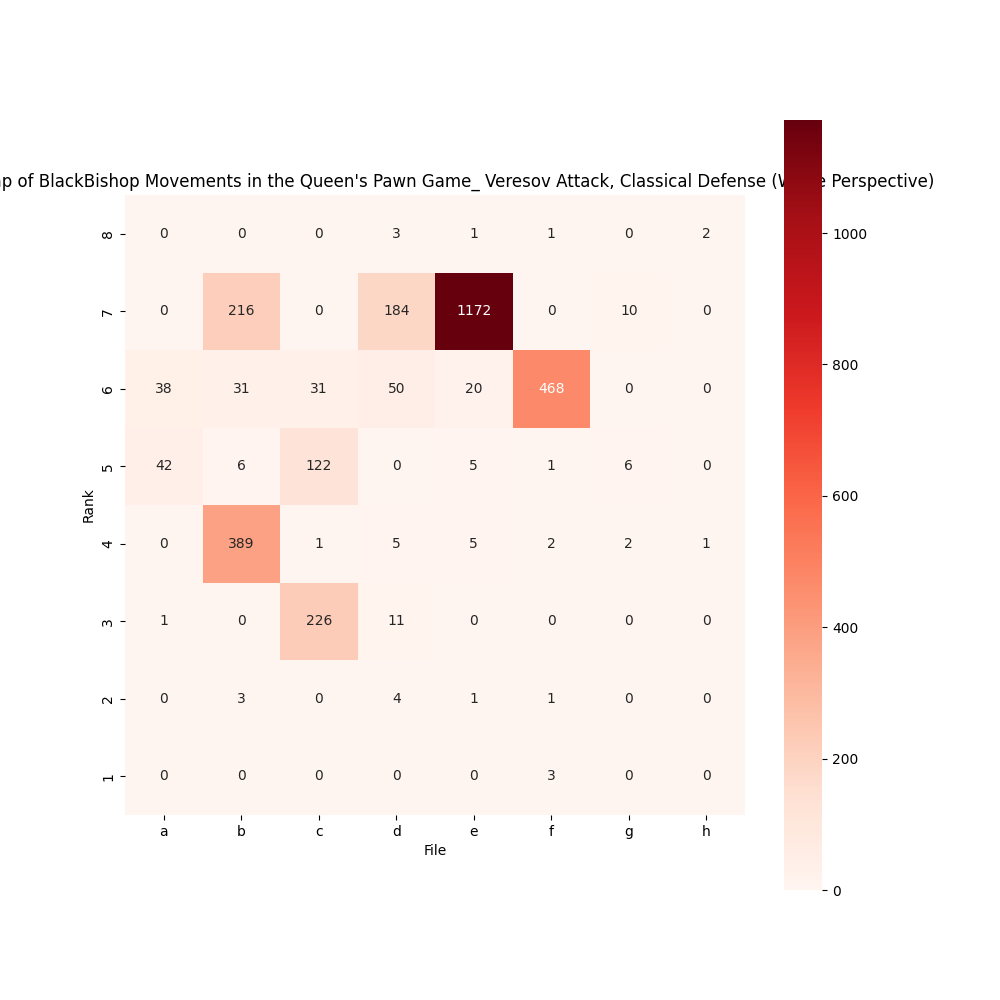 of BlackBishop Movements in the Queen's Pawn Game_ Veresov Attack, Classical Defense Perspective)
8 0 0 0 3 1 1 0 2 1000
7 0 216 0 184 1172 0 10 0
800
6 38 31 31 50 20 468 0 0
600
5 42 6 122 0 5 1 6 0
Rank
4 0 389 1 5 5 2 2 1
400
3 1 0 226 11 0 0 0 0
2 0 3 0 4 1 1 0 0
200
1 0 0 0 0 0 3 0 0
a b c d e f g h
File
0